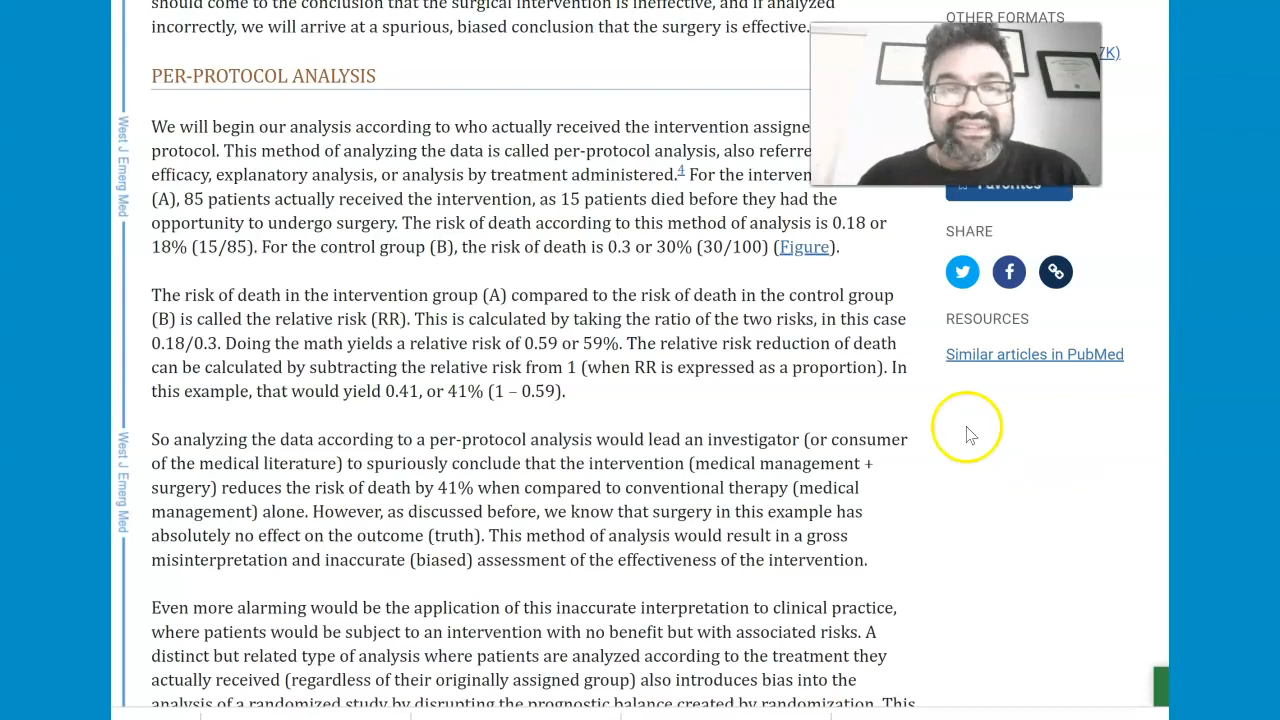 should come to the conclusion that the surgical intervention is ineffective, and if analyzed
incorrectly, we will arrive at a spurious, biased conclusion that the surgery is effective.
PER-PROTOCOL ANALYSIS
We will begin our analysis according to who actually received the intervention assigne
protocol. This method of analyzing the data is called per-protocol analysis, also referre
efficacy, explanatory analysis, or analysis by treatment administered.4 For the interven
(A), 85 patients actually received the intervention, as 15 patients died before they had the
opportunity to undergo surgery. The risk of death according to this method of analysis is 0.18 or
18% (15/85). For the control group (B), the risk of death is 0.3 or 30% (30/100) (Figure).
The risk of death in the intervention group (A) compared to the risk of death in the control group
(B) is called the relative risk (RR). This is calculated by taking the ratio of the two risks, in this case
0.18/0.3. Doing the math yields a relative risk of 0.59 or 59%. The relative risk reduction of death
can be calculated by subtracting the relative risk from 1 (when RR is expressed as a proportion). In
this example, that would yield 0.41, or 41% (1 – 0.59).
So analyzing the data according to a per-protocol analysis would lead an investigator (or consumer
of the medical literature) to spuriously conclude that the intervention (medical management +
surgery) reduces the risk of death by 41% when compared to conventional therapy (medical
management) alone. However, as discussed before, we know that surgery in this example has
absolutely no effect on the outcome (truth). This method of analysis would result in a gross
misinterpretation and inaccurate (biased) assessment of the effectiveness of the intervention.
Even more alarming would be the application of this inaccurate interpretation to clinical practice,
where patients would be subject to an intervention with no benefit but with associated risks. A
distinct but related type of analysis where patients are analyzed according to the treatment they
actually received (regardless of their originally assigned group) also introduces bias into the
analysis of a randomized study by disrupting the prognostic balance created by randomization. This
West J Emerg Med
West J Emerg Med
OTHER FORMATS
7K)
Favorites
SHARE
RESOURCES
Similar articles in PubMed